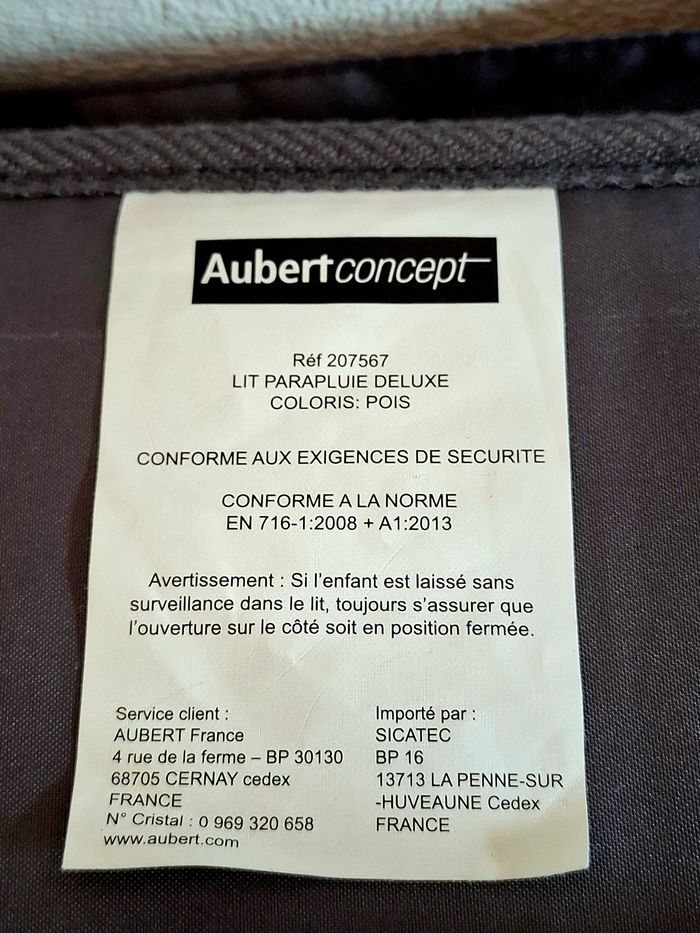 Aubert concept
Réf 207567
LIT PARAPLUIE DELUXE
COLORIS: POIS
CONFORME AUX EXIGENCES DE SECURITE
CONFORME A LA NORME
EN 716-1:2008 + A1:2013
Avertissement : Si l'enfant est laissé sans
surveillance dans le lit, toujours s'assurer que
l'ouverture sur le côté soit en position fermée.
Service client :
AUBERT France
4 rue de la ferme – BP 30130
68705 CERNAY cedex
FRANCE
N° Cristal : 0 969 320 658
www.aubert.com
Importé par :
SICATEC
BP 16
13713 LA PENNE-SUR
-HUVEAUNE Cedex
FRANCE